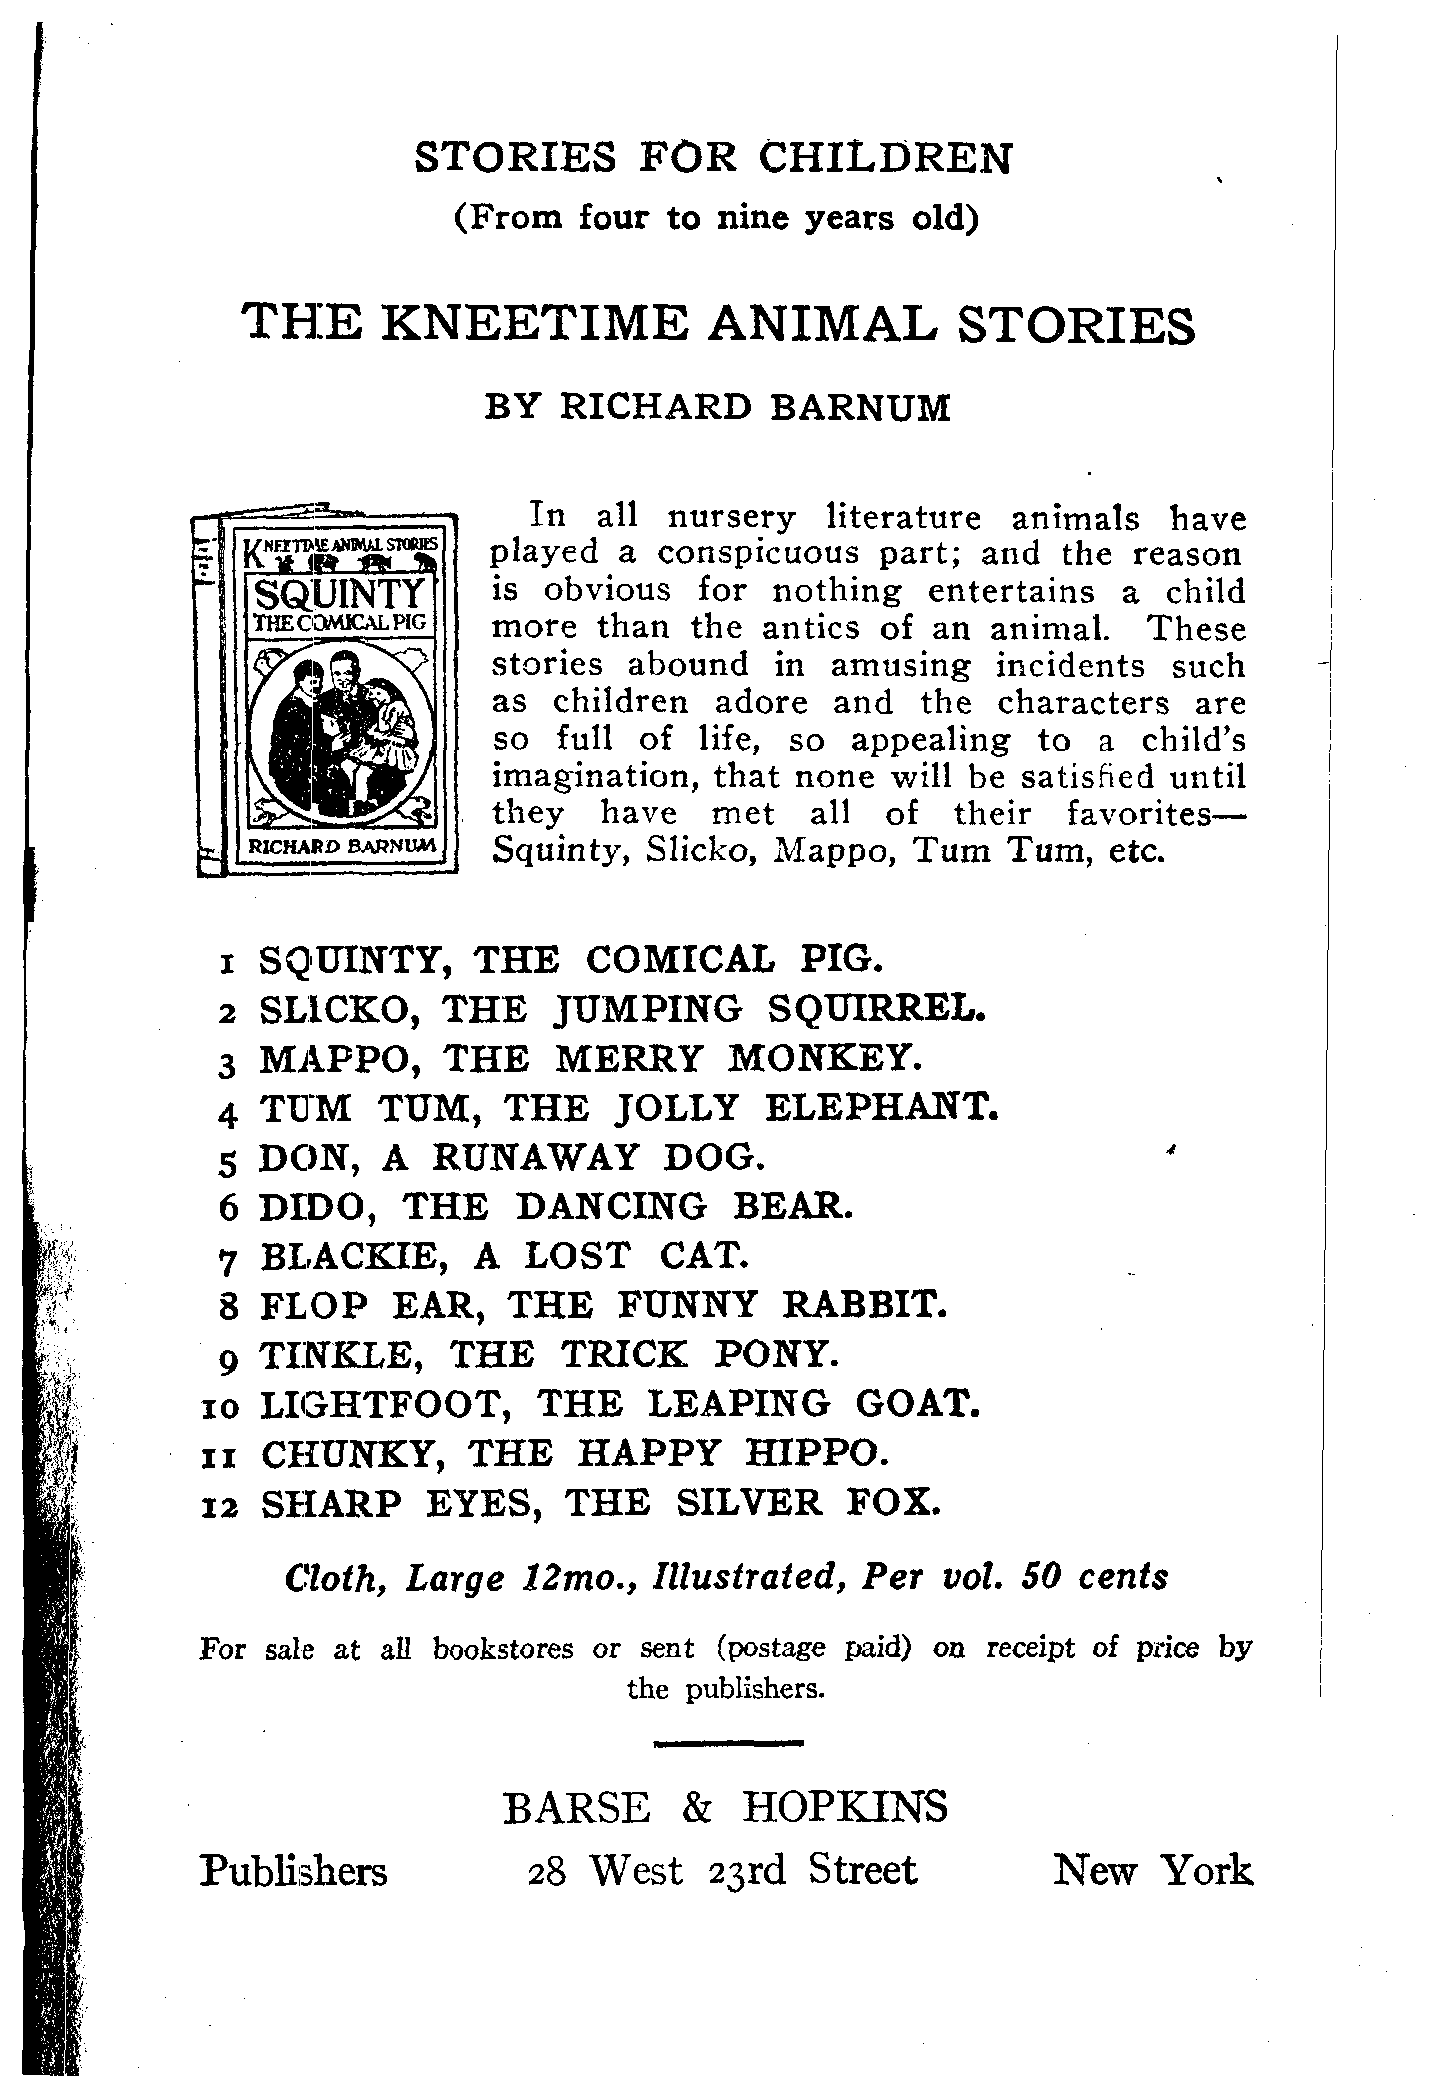 STORIES FOR CHILDREN
(From four to nine years old)
THE KNEETIME ANIMAL STORIES
BY RICHARD BARNUM
KNEETIME ANIMAL STORIES
SQUINTY
THE COMICAL PIG
RICHARD BARNUM
In all nursery literature animals have
played a conspicuous part; and the reason
is obvious for nothing entertains a child
more than the antics of an animal. These
stories abound in amusing incidents such
as children adore and the characters are
so full of life, so appealing to a child's
imagination, that none will be satisfied until
they have met all of their favorites—
Squinty, Slicko, Mappo, Tum Tum, etc.
1 SQUINTY, THE COMICAL PIG.
2 SLICKO, THE JUMPING SQUIRREL.
3 MAPPO, THE MERRY MONKEY.
4 TUM TUM, THE JOLLY ELEPHANT.
5 DON, A RUNAWAY DOG.
6 DIDO, THE DANCING BEAR.
7 BLACKIE, A LOST CAT.
8 FLOP EAR, THE FUNNY RABBIT.
9 TINKLE, THE TRICK PONY.
10 LIGHTFOOT, THE LEAPING GOAT.
11 CHUNKY, THE HAPPY HIPPO.
12 SHARP EYES, THE SILVER FOX.
Cloth, Large 12mo., Illustrated, Per vol. 50 cents
For sale at all bookstores or sent (postage paid) on receipt of price by
the publishers.
BARSE & HOPKINS
Publishers 28 West 23rd Street New York